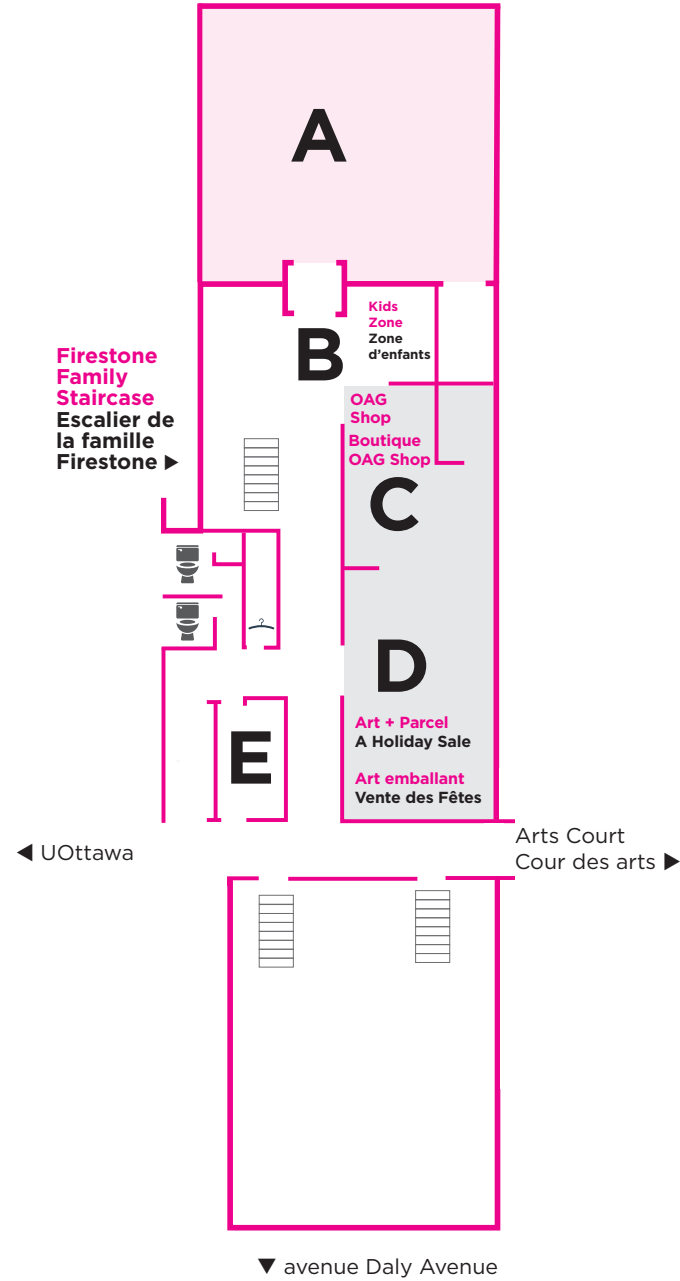 A
B
Kids
Zone
Zone
d'enfants
Firestone
Family
Staircase
Escalier de
la famille
Firestone ▶
OAG
Shop
Boutique
OAG Shop
C
D
Art + Parcel
A Holiday Sale
Art emballant
Vente des Fêtes
E
◀ UOttawa
Arts Court
Cour des arts ▶
▼ avenue Daly Avenue